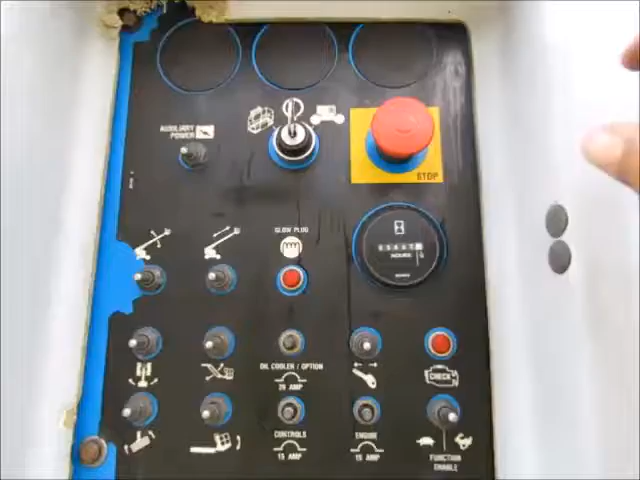 AUXILIARY
POWER
STOP
GLOW PLUG
HOURS
OIL COOLER / OPTION
20 AMP
CHECK
CONTROLS
15 AMP
ENGINE
15 AMP
FUNCTION
ENABLE